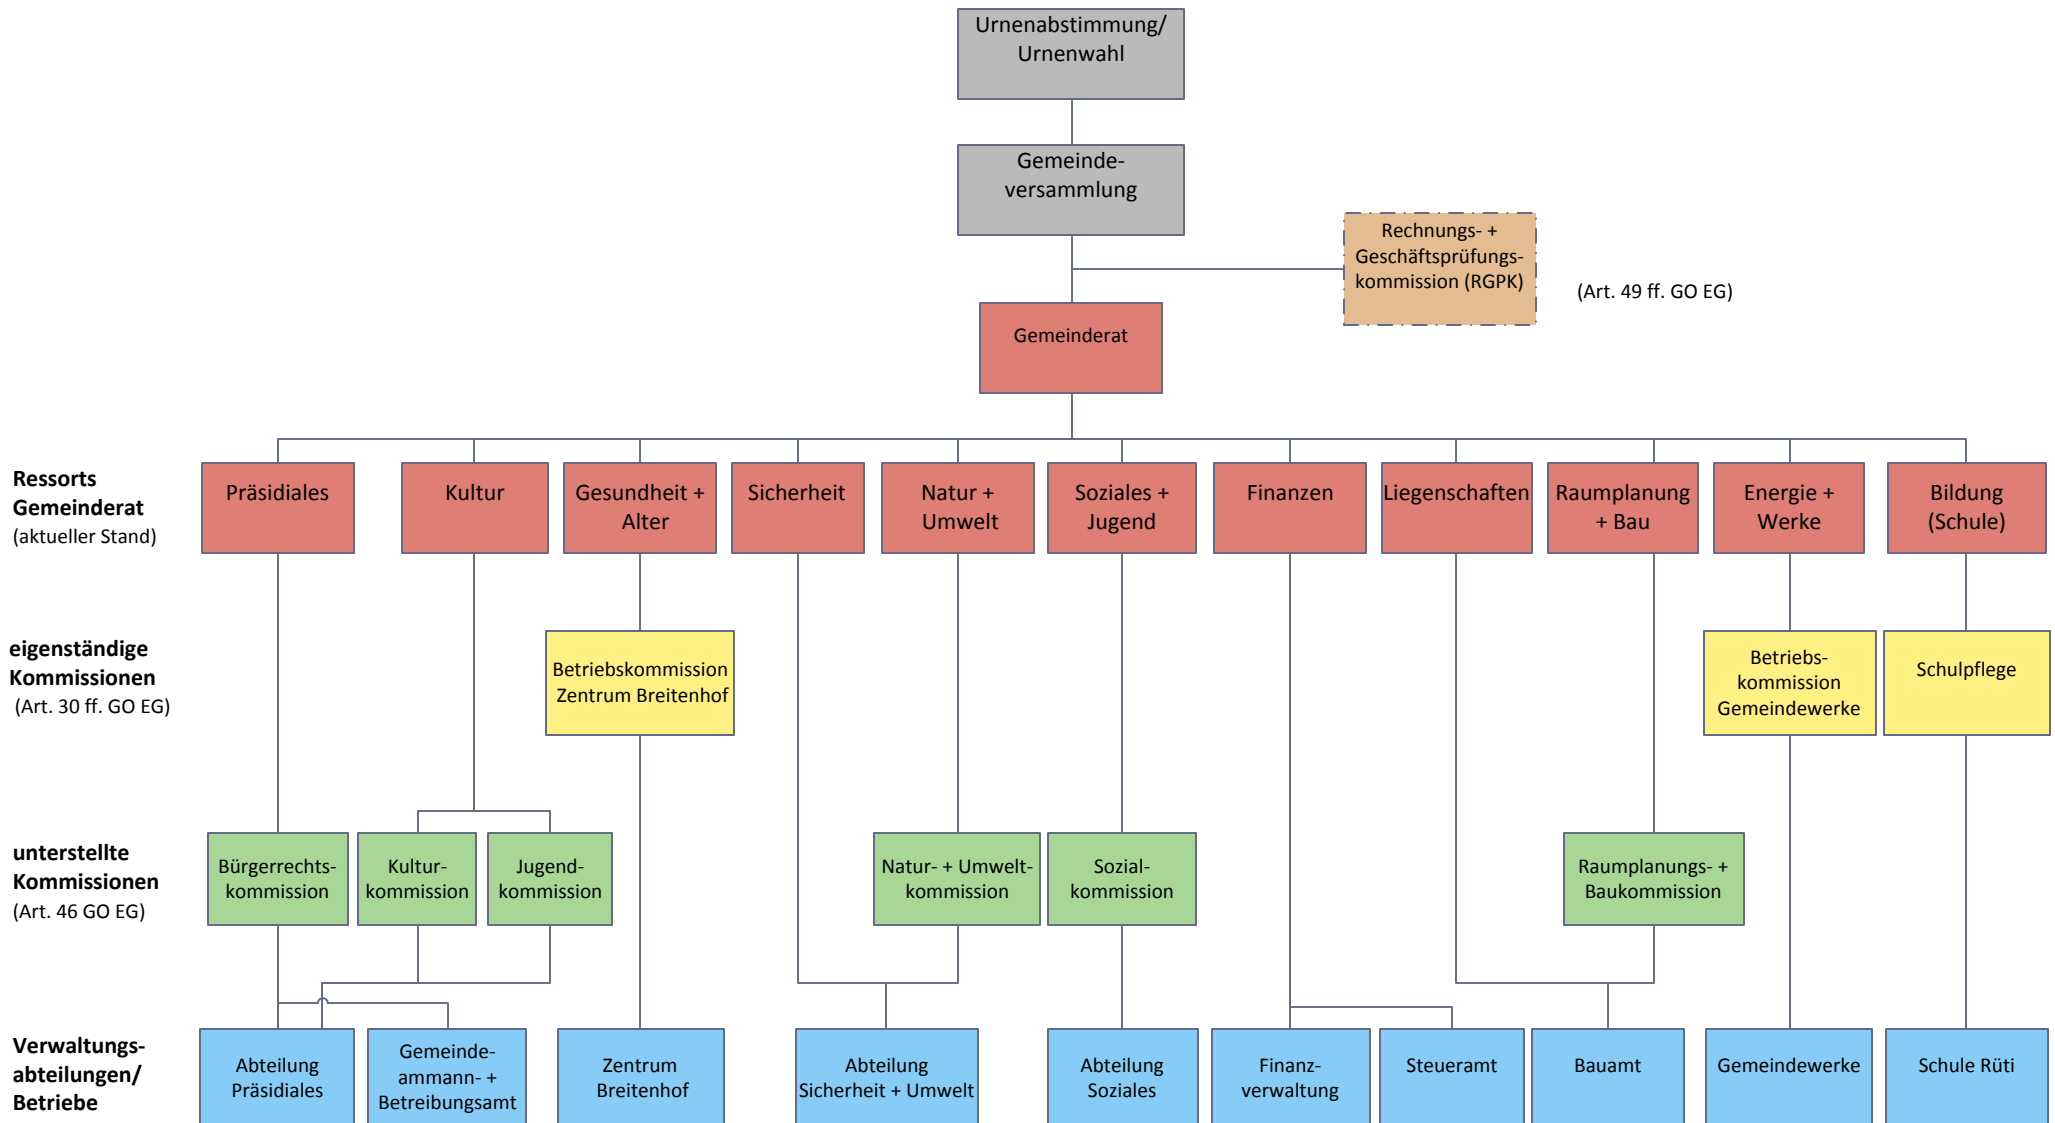 Urnenabstimmung/
Urnenwahl
Gemeinde-
versammlung
Rechnungs- +
Geschäftsprüfungs-
kommission (RGPK)
(Art. 49 ff. GO EG)
Gemeinderat
Ressorts
Gemeinderat
(aktueller Stand)
Präsidiales
Kultur
Gesundheit +
Alter
Sicherheit
Natur +
Umwelt
Soziales +
Jugend
Finanzen
Liegenschaften
Raumplanung
+ Bau
Energie +
Werke
Bildung
(Schule)
eigenständige
Kommissionen
(Art. 30 ff. GO EG)
Betriebskommission
Zentrum Breitenhof
Betriebs-
kommission
Gemeindewerke
Schulpflege
unterstellte
Kommissionen
(Art. 46 GO EG)
Bürgerrechts-
kommission
Kultur-
kommission
Jugend-
kommission
Natur- + Umwelt-
kommission
Sozial-
kommission
Raumplanungs- +
Baukommission
Verwaltungs-
abteilungen/
Betriebe
Abteilung
Präsidiales
Gemeinde-
ammann- +
Betreibungsamt
Zentrum
Breitenhof
Abteilung
Sicherheit + Umwelt
Abteilung
Soziales
Finanz-
verwaltung
Steueramt
Bauamt
Gemeindewerke
Schule Rüti